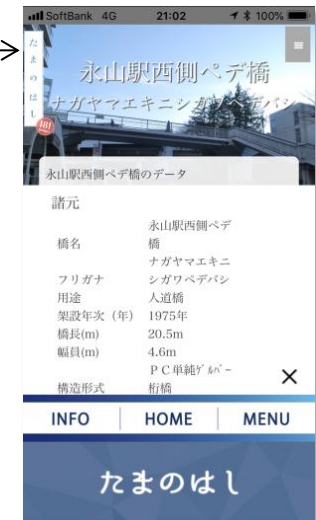 SoftBank 4G 21:02 100%
たまのはし
永山駅西側ペデ橋
ナガヤマエキニシガワペデバシ
181
永山駅西側ペデ橋のデータ
諸元
橋名 永山駅西側ペデ橋
フリガナ ナガヤマエキニシガワペデバシ
用途 人道橋
架設年次（年） 1975年
橋長(m) 20.5m
幅員(m) 4.6m
構造形式 ＰＣ単純ｹﾞﾙﾊﾞｰ桁橋
INFO HOME MENU
たまのはし